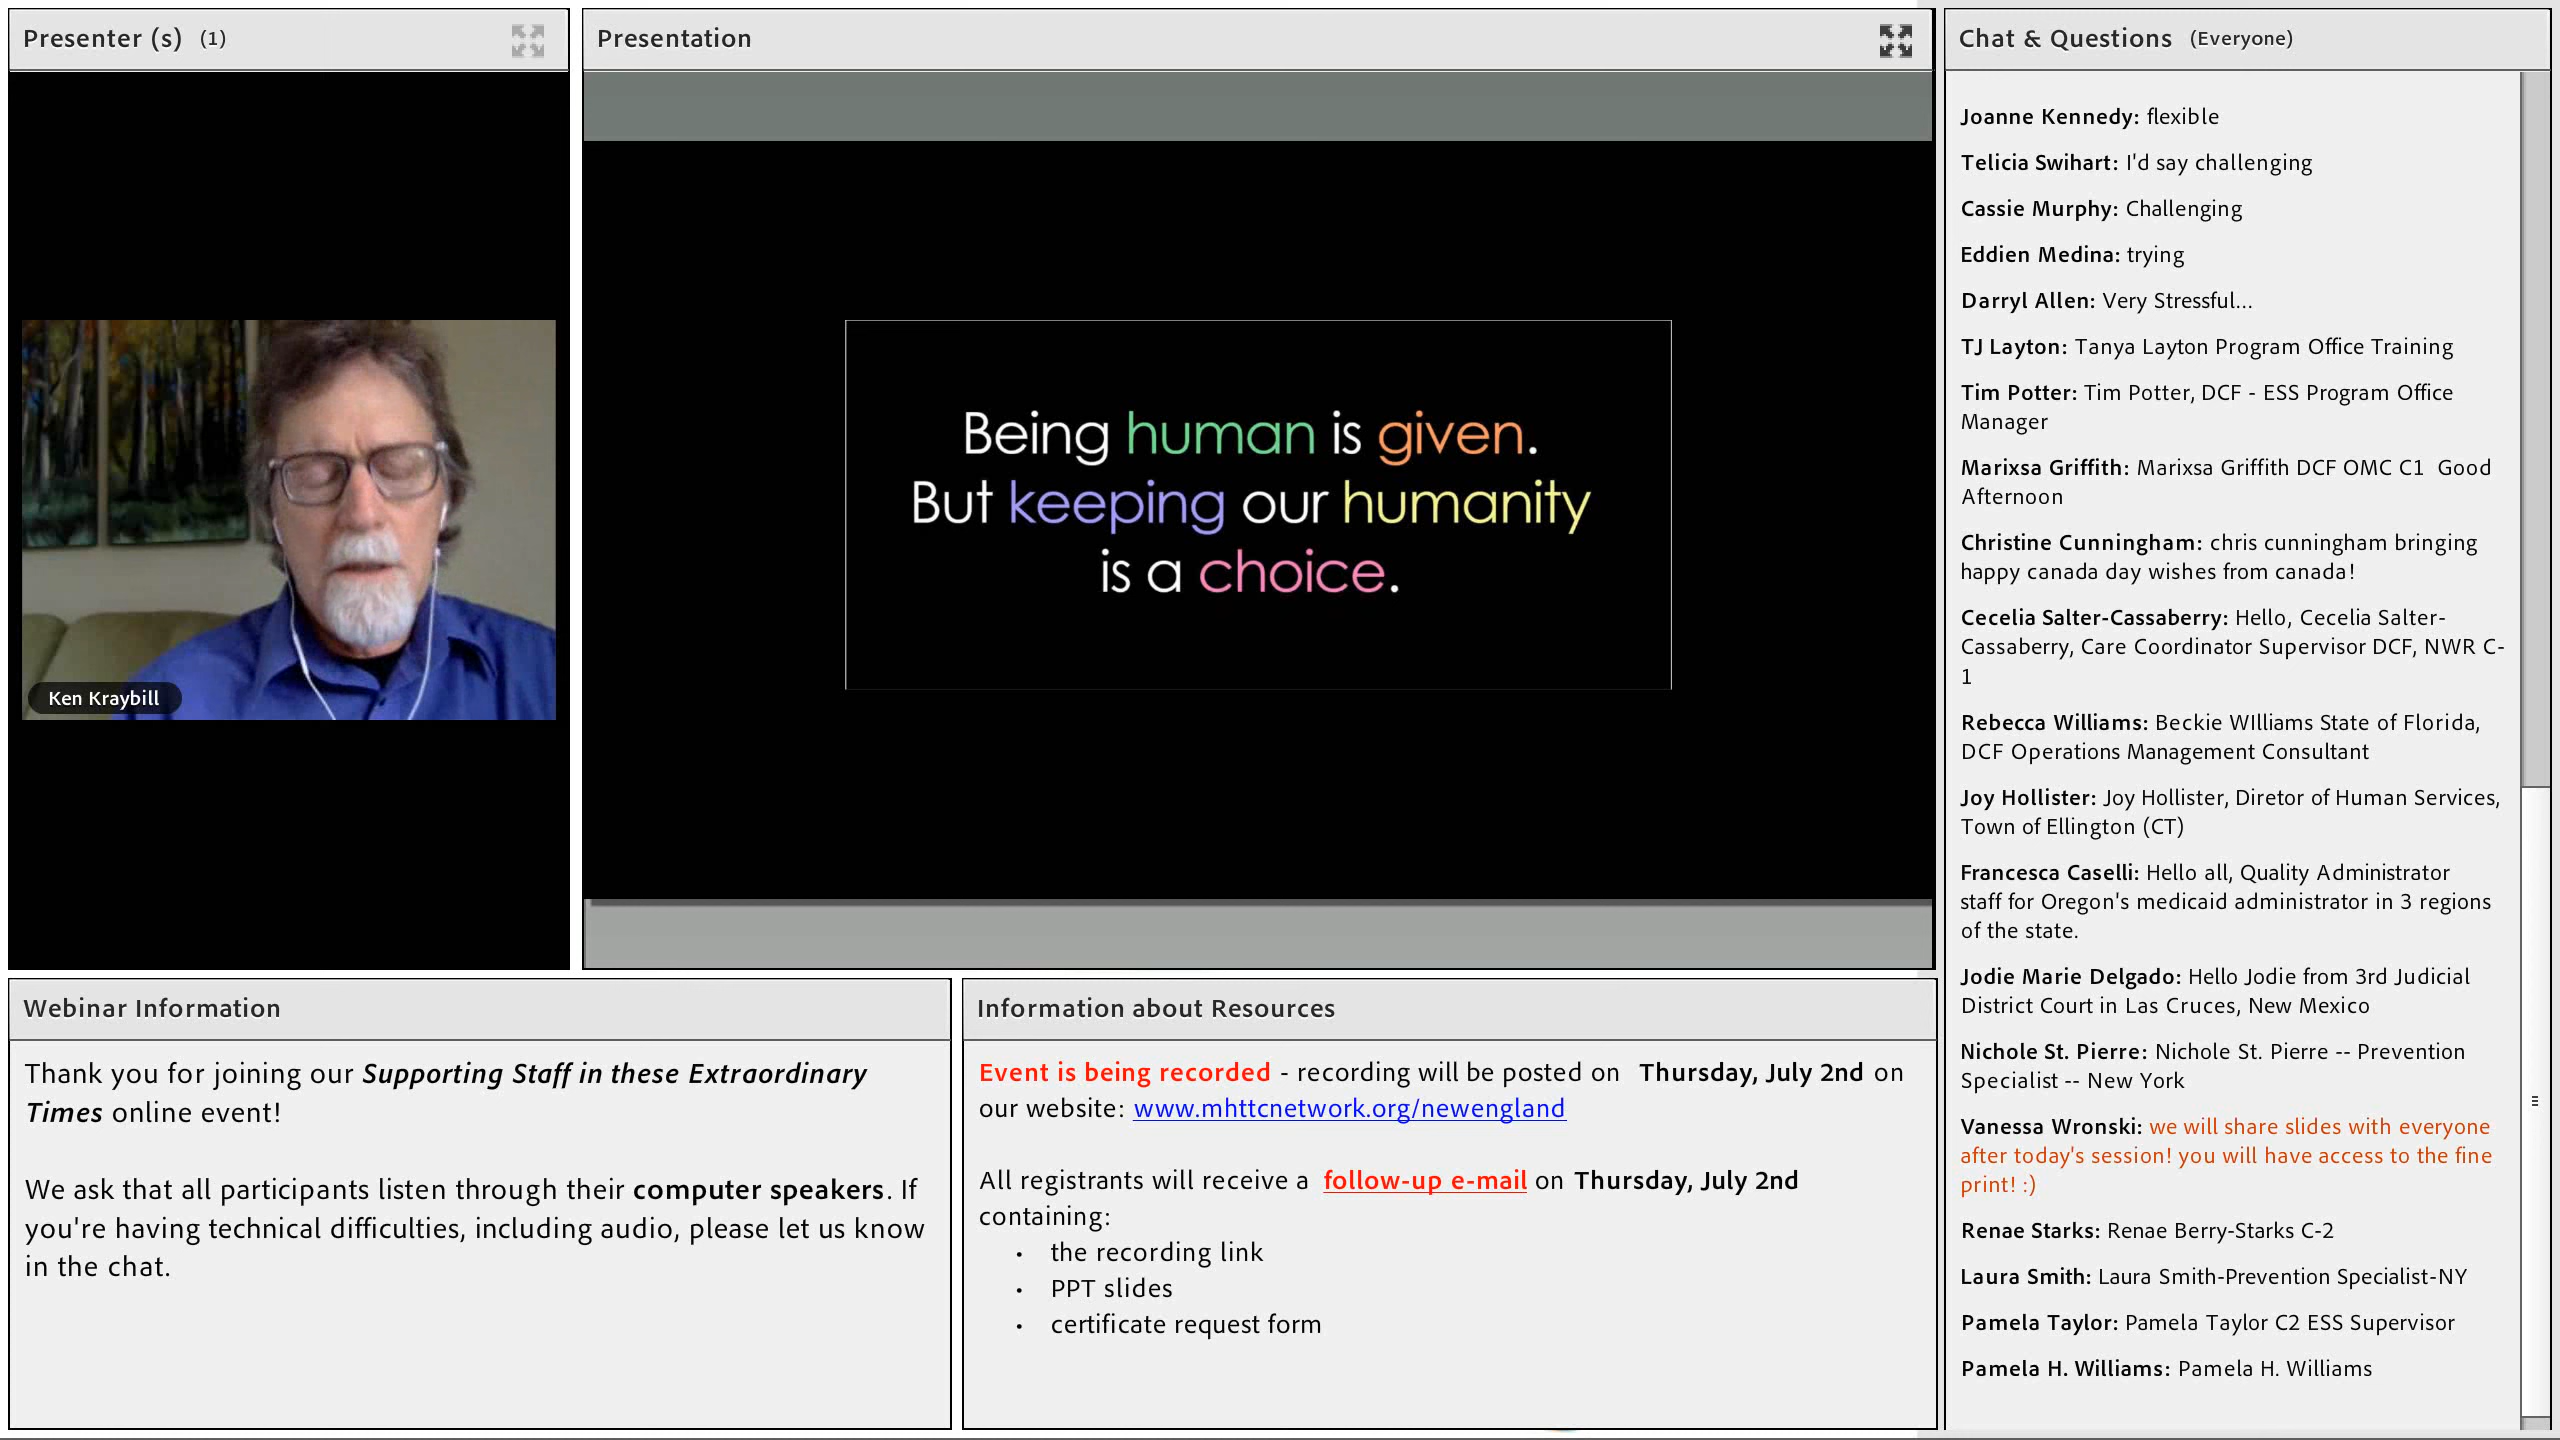 Presenter (s) (1)
Ken Kraybill
Presentation
Being human is given.
But keeping our humanity
is a choice.
Webinar Information
Thank you for joining our Supporting Staff in these Extraordinary
Times online event!
We ask that all participants listen through their computer speakers. If
you're having technical difficulties, including audio, please let us know
in the chat.
Information about Resources
Event is being recorded - recording will be posted on Thursday, July 2nd on
our website: www.mhttcnetwork.org/newengland
All registrants will receive a follow-up e-mail on Thursday, July 2nd
containing:
• the recording link
• PPT slides
• certificate request form
Chat & Questions (Everyone)
Joanne Kennedy: flexible
Telicia Swihart: I'd say challenging
Cassie Murphy: Challenging
Eddien Medina: trying
Darryl Allen: Very Stressful...
TJ Layton: Tanya Layton Program Office Training
Tim Potter: Tim Potter, DCF - ESS Program Office
Manager
Marixsa Griffith: Marixsa Griffith DCF OMC C1 Good
Afternoon
Christine Cunningham: chris cunningham bringing
happy canada day wishes from canada!
Cecelia Salter-Cassaberry: Hello, Cecelia Salter-
Cassaberry, Care Coordinator Supervisor DCF, NWR C-
1
Rebecca Williams: Beckie WIlliams State of Florida,
DCF Operations Management Consultant
Joy Hollister: Joy Hollister, Diretor of Human Services,
Town of Ellington (CT)
Francesca Caselli: Hello all, Quality Administrator
staff for Oregon's medicaid administrator in 3 regions
of the state.
Jodie Marie Delgado: Hello Jodie from 3rd Judicial
District Court in Las Cruces, New Mexico
Nichole St. Pierre: Nichole St. Pierre -- Prevention
Specialist -- New York
Vanessa Wronski: we will share slides with everyone
after today's session! you will have access to the fine
print! :)
Renae Starks: Renae Berry-Starks C-2
Laura Smith: Laura Smith-Prevention Specialist-NY
Pamela Taylor: Pamela Taylor C2 ESS Supervisor
Pamela H. Williams: Pamela H. Williams